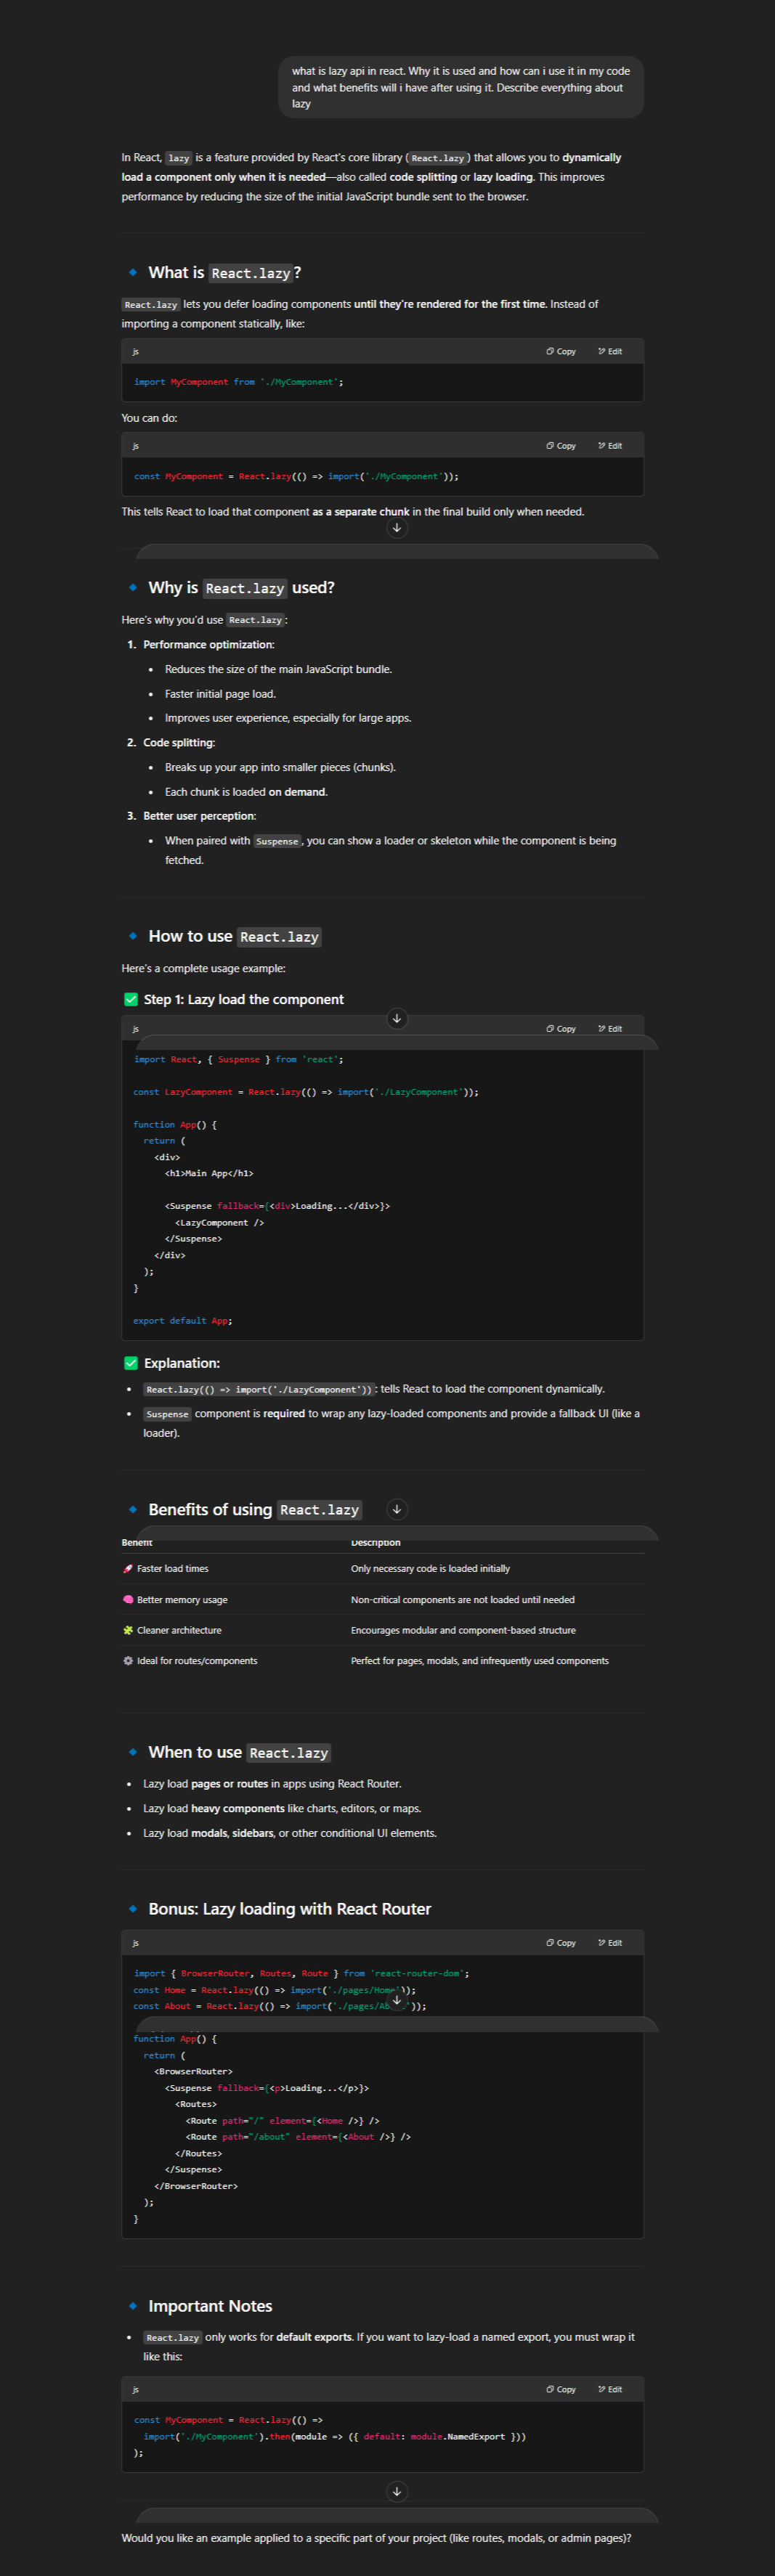 what is lazy api in react. Why it is used and how can i use it in my code
and what benefits will i have after using it. Describe everything about
lazy
In React, lazy is a feature provided by React's core library (React.lazy) that allows you to dynamically
load a component only when it is needed—also called code splitting or lazy loading. This improves
performance by reducing the size of the initial JavaScript bundle sent to the browser.
What is React.lazy?
React.lazy lets you defer loading components until they're rendered for the first time. Instead of
importing a component statically, like:
js Copy Edit
import MyComponent from './MyComponent';
You can do:
js Copy Edit
const MyComponent = React.lazy(() => import('./MyComponent'));
This tells React to load that component as a separate chunk in the final build only when needed.
Why is React.lazy used?
Here's why you'd use React.lazy:
1. Performance optimization:
• Reduces the size of the main JavaScript bundle.
• Faster initial page load.
• Improves user experience, especially for large apps.
2. Code splitting:
• Breaks up your app into smaller pieces (chunks).
• Each chunk is loaded on demand.
3. Better user perception:
• When paired with Suspense, you can show a loader or skeleton while the component is being
fetched.
How to use React.lazy
Here's a complete usage example:
✅ Step 1: Lazy load the component
js Copy Edit
import React, { Suspense } from 'react';
const LazyComponent = React.lazy(() => import('./LazyComponent'));
function App() {
return (
<div>
<h1>Main App</h1>
<Suspense fallback={<div>Loading...</div>}>
<LazyComponent />
</Suspense>
</div>
);
}
export default App;
✅ Explanation:
• React.lazy(() => import('./LazyComponent')): tells React to load the component dynamically.
• Suspense component is required to wrap any lazy-loaded components and provide a fallback UI (like a
loader).
Benefits of using React.lazy
Benefit Description
🚀 Faster load times Only necessary code is loaded initially
🧠 Better memory usage Non-critical components are not loaded until needed
🧩 Cleaner architecture Encourages modular and component-based structure
⚙️ Ideal for routes/components Perfect for pages, modals, and infrequently used components
When to use React.lazy
• Lazy load pages or routes in apps using React Router.
• Lazy load heavy components like charts, editors, or maps.
• Lazy load modals, sidebars, or other conditional UI elements.
Bonus: Lazy loading with React Router
js Copy Edit
import { BrowserRouter, Routes, Route } from 'react-router-dom';
const Home = React.lazy(() => import('./pages/Home'));
const About = React.lazy(() => import('./pages/Ab'));
function App() {
return (
<BrowserRouter>
<Suspense fallback={<p>Loading...</p>}>
<Routes>
<Route path="/" element={<Home />} />
<Route path="/about" element={<About />} />
</Routes>
</Suspense>
</BrowserRouter>
);
}
Important Notes
• React.lazy only works for default exports. If you want to lazy-load a named export, you must wrap it
like this:
js Copy Edit
const MyComponent = React.lazy(() =>
import('./MyComponent').then(module => ({ default: module.NamedExport }))
);
Would you like an example applied to a specific part of your project (like routes, modals, or admin pages)?